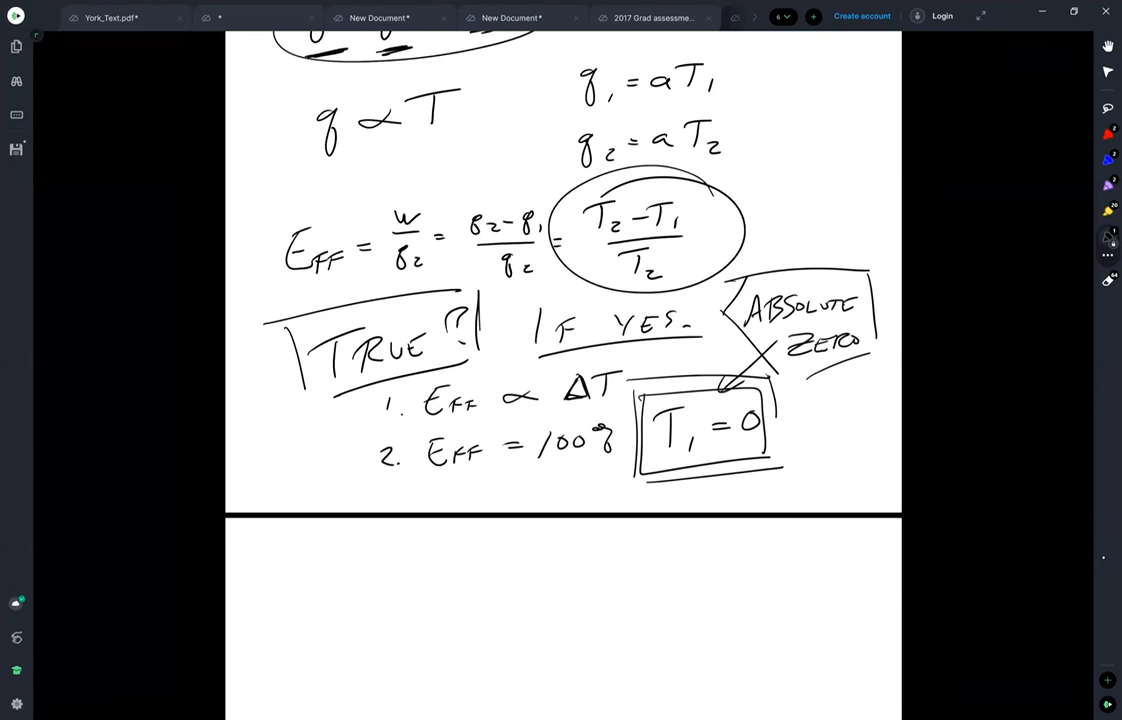 York_Text.pdf*
*
New Document*
New Document*
2017 Grad assessme...
6
Create account
Login
q₁ = aT₁
q ∝ T
q₂ = aT₂
EFF = w/q₂ = q₂-q₁/q₂ = T₂-T₁/T₂
TRUE?
IF YES.
ABSOLUTE
ZERO
1. EFF ∝ ΔT
2. EFF = 100%
T₁ = 0